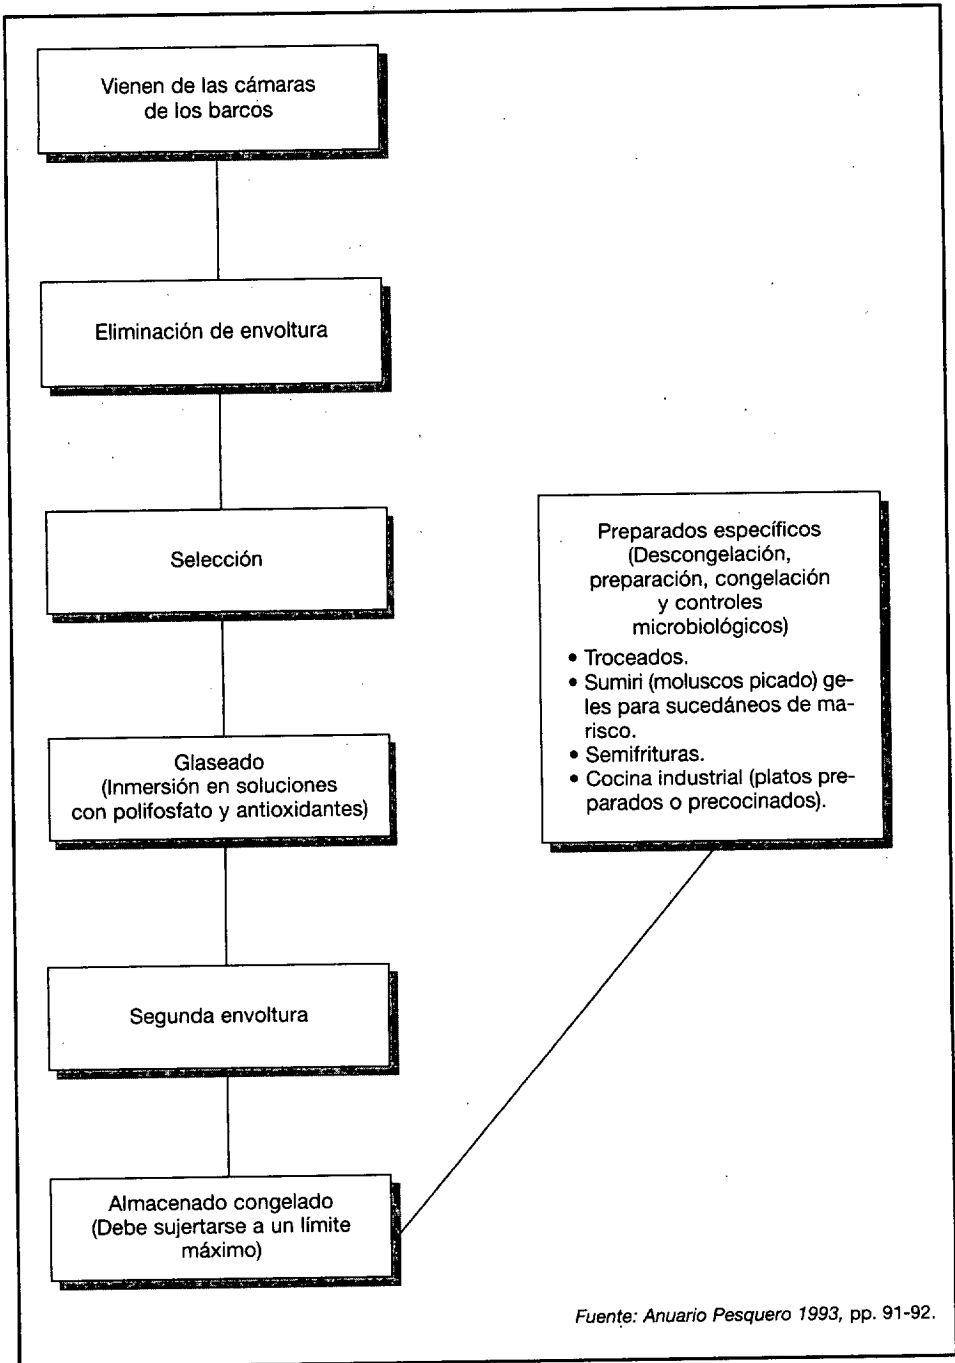 Vienen de las cámaras
de los barcos
Eliminación de envoltura
Selección
Glaseado
(Inmersión en soluciones
con polifosfato y antioxidantes)
Segunda envoltura
Almacenado congelado
(Debe sujertarse a un límite
máximo)
Preparados específicos
(Descongelación,
preparación, congelación
y controles
microbiológicos)
• Troceados.
• Sumiri (moluscos picado) ge-
les para sucedáneos de ma-
risco.
• Semifrituras.
• Cocina industrial (platos pre-
parados o precocinados).
Fuente: Anuario Pesquero 1993, pp. 91-92.